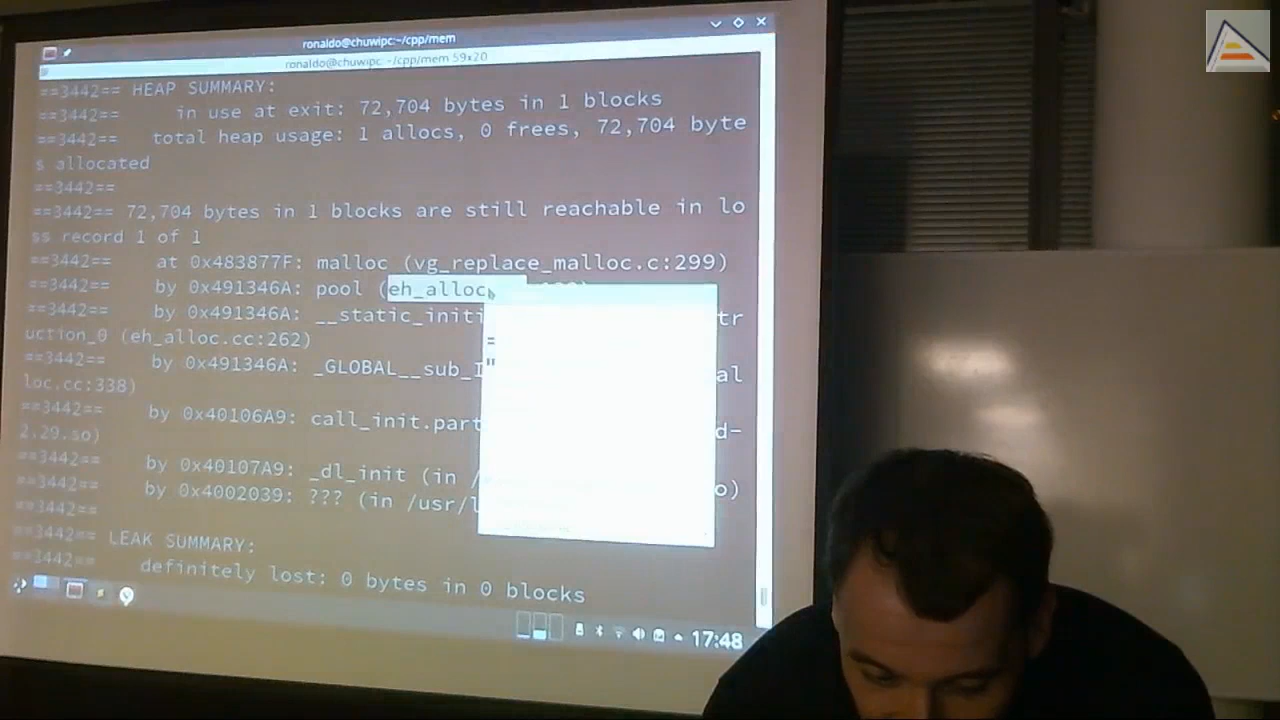 ronaldo@chuwipc:~/cpp/mem
ronaldo@chuwipc:~/cpp/mem 59x20
==3442== HEAP SUMMARY:
==3442== in use at exit: 72,704 bytes in 1 blocks
==3442== total heap usage: 1 allocs, 0 frees, 72,704 byte
s allocated
==3442==
==3442== 72,704 bytes in 1 blocks are still reachable in lo
ss record 1 of 1
==3442== at 0x483877F: malloc (vg_replace_malloc.c:299)
==3442== by 0x491346A: pool (eh_alloc
==3442== by 0x491346A: __static_initi tr
uction_0 (eh_alloc.cc:262)
==3442== by 0x491346A: _GLOBAL__sub_I al
loc.cc:338)
==3442== by 0x40106A9: call_init.part d-
2.29.so)
==3442== by 0x40107A9: _dl_init (in / o)
==3442== by 0x4002039: ??? (in /usr/l
==3442==
==3442== LEAK SUMMARY:
==3442== definitely lost: 0 bytes in 0 blocks
17:48